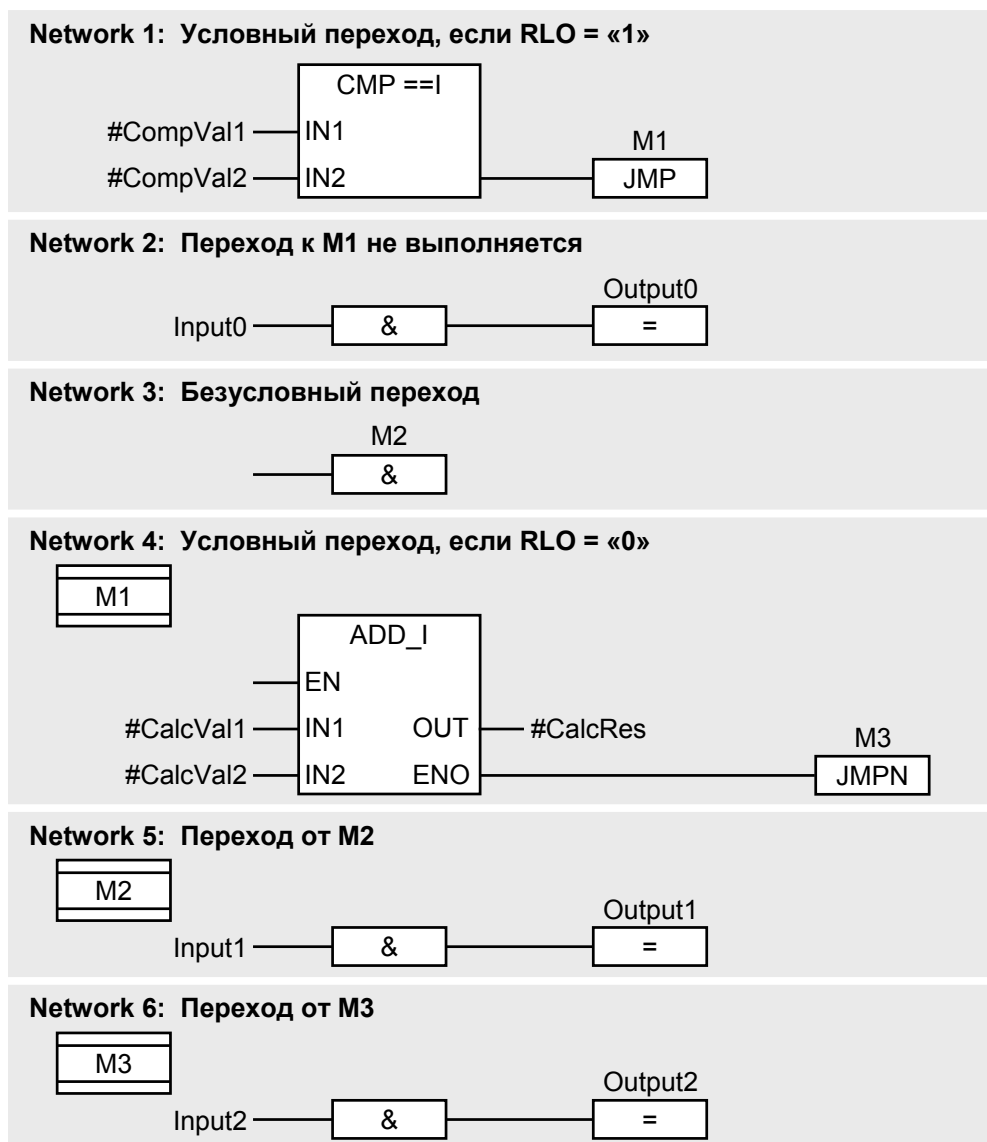 Network 1: Условный переход, если RLO = «1»
CMP ==I
#CompVal1 IN1
M1
#CompVal2 IN2 JMP
Network 2: Переход к M1 не выполняется
Output0
Input0 & =
Network 3: Безусловный переход
M2
&
Network 4: Условный переход, если RLO = «0»
M1
ADD_I
EN
#CalcVal1 IN1 OUT #CalcRes
M3
#CalcVal2 IN2 ENO JMPN
Network 5: Переход от M2
M2
Output1
Input1 & =
Network 6: Переход от M3
M3
Output2
Input2 & =